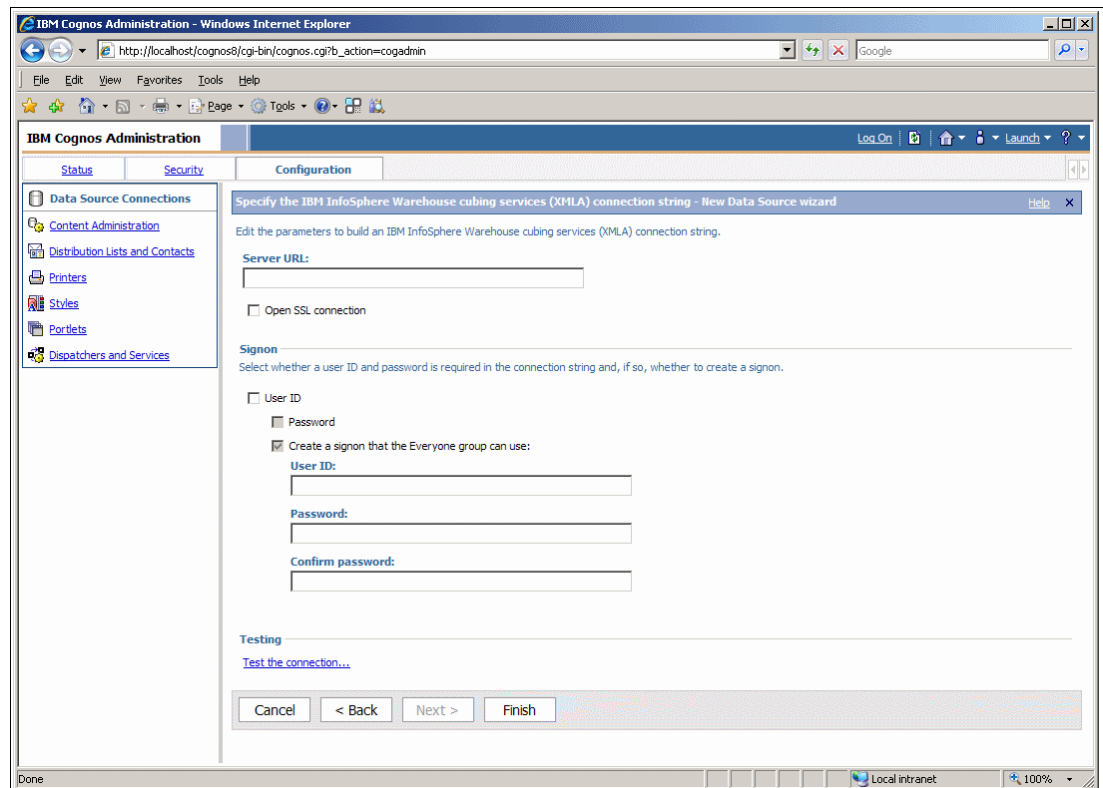 IBM Cognos Administration - Windows Internet Explorer
http://localhost/cognos8/cgi-bin/cognos.cgi?b_action=cogadmin
Google
File Edit View Favorites Tools Help
Page Tools
IBM Cognos Administration
Log On
Launch
?
Status
Security
Configuration
Data Source Connections
Content Administration
Distribution Lists and Contacts
Printers
Styles
Portlets
Dispatchers and Services
Specify the IBM InfoSphere Warehouse cubing services (XMLA) connection string - New Data Source wizard
Help X
Edit the parameters to build an IBM InfoSphere Warehouse cubing services (XMLA) connection string.
Server URL:
Open SSL connection
Signon
Select whether a user ID and password is required in the connection string and, if so, whether to create a signon.
User ID
Password
Create a signon that the Everyone group can use:
User ID:
Password:
Confirm password:
Testing
Test the connection...
Cancel
< Back
Next >
Finish
Done
Local intranet
100%